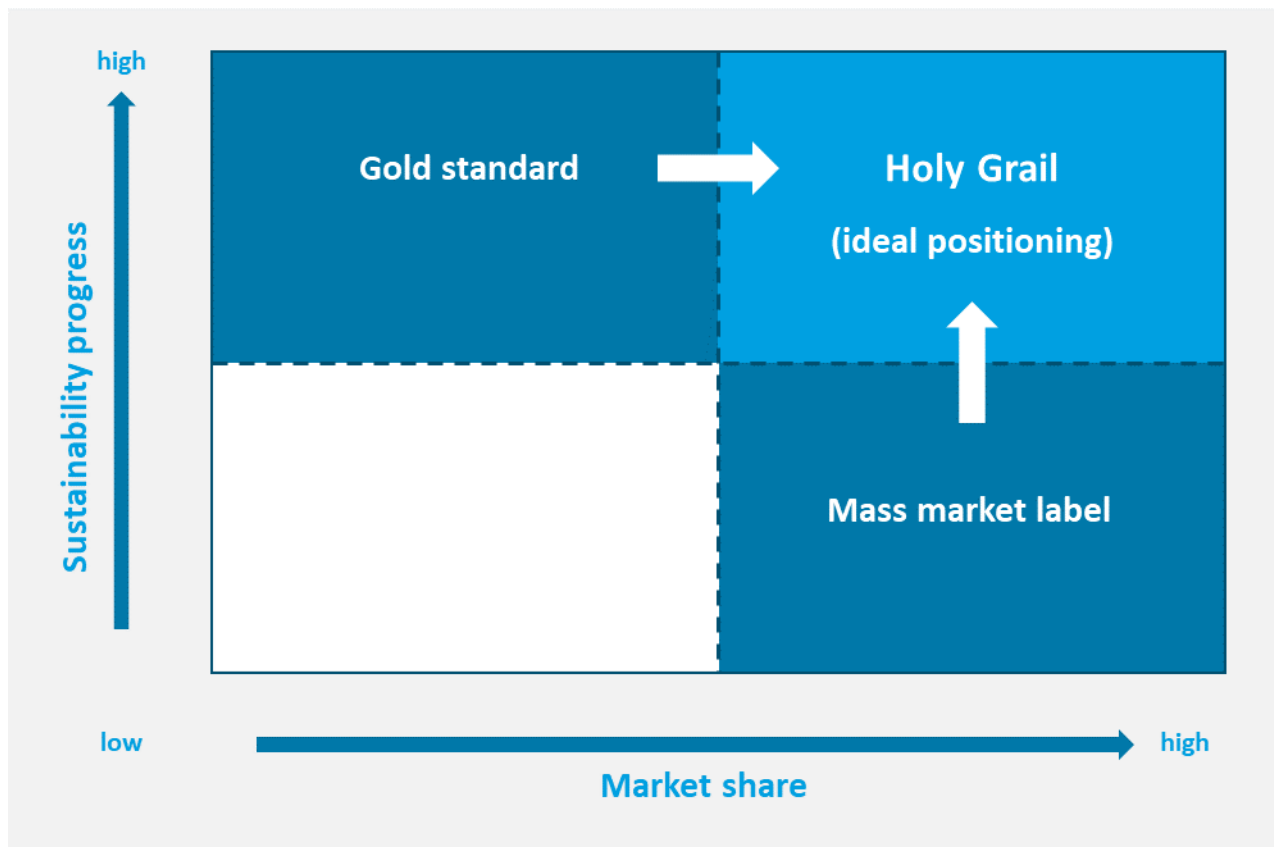 high
Sustainability progress
Gold standard
Holy Grail
(ideal positioning)
Mass market label
low
high
Market share